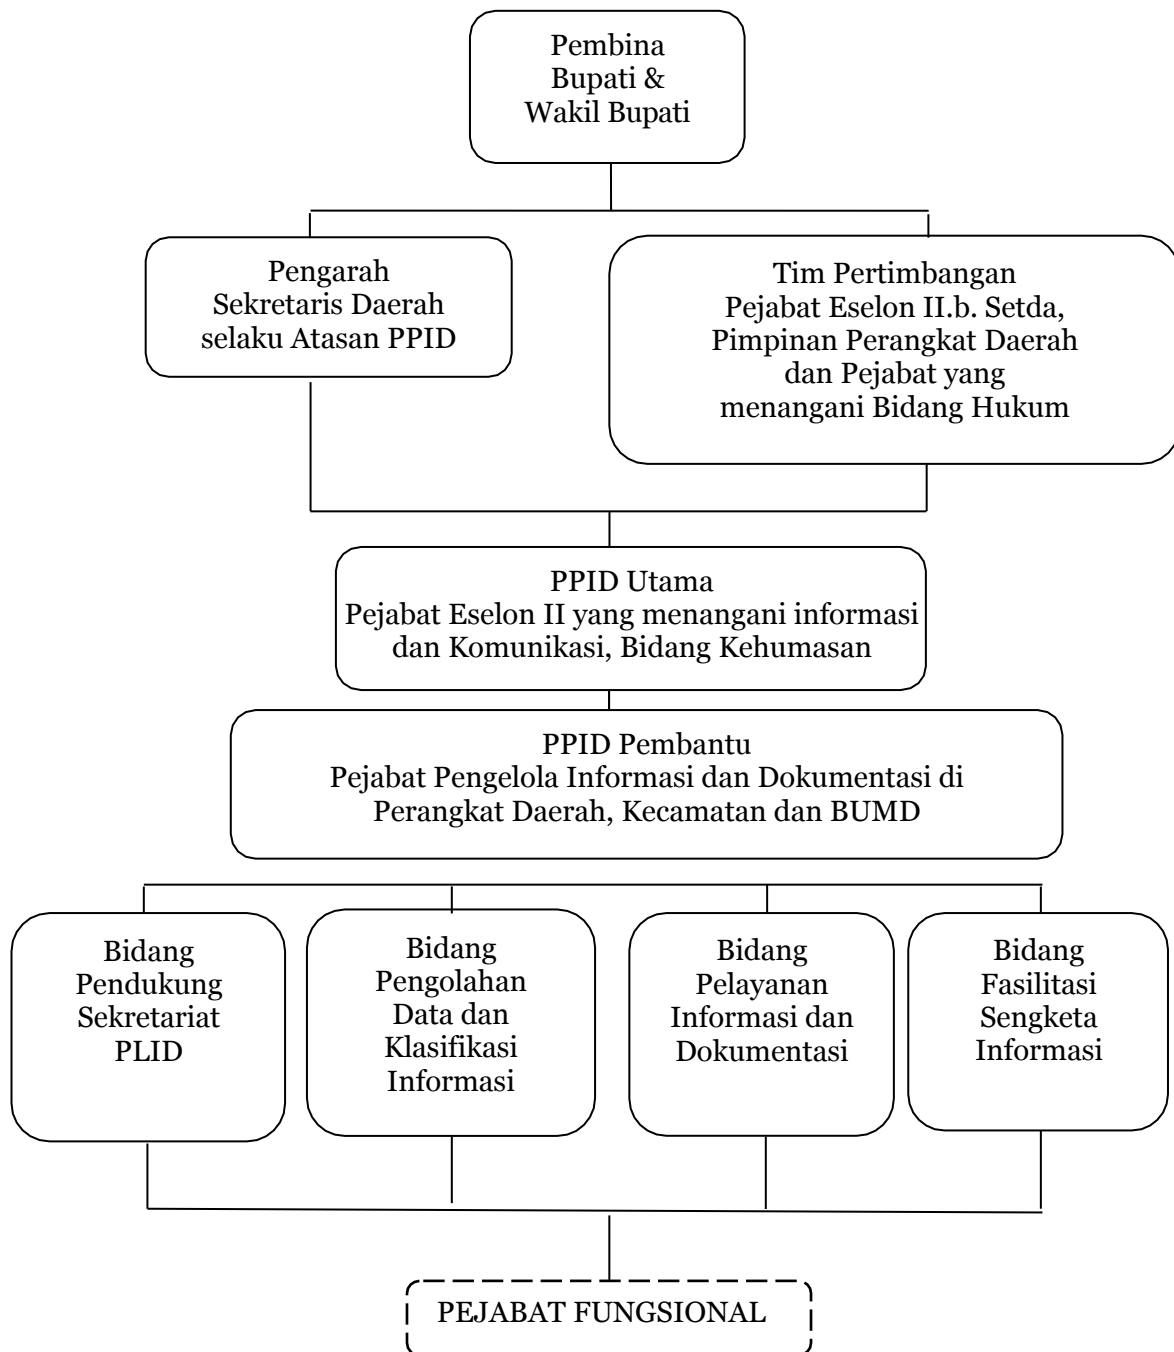 Pembina
Bupati &
Wakil Bupati
Pengarah
Sekretaris Daerah
selaku Atasan PPID
Tim Pertimbangan
Pejabat Eselon II.b. Setda,
Pimpinan Perangkat Daerah
dan Pejabat yang
menangani Bidang Hukum
PPID Utama
Pejabat Eselon II yang menangani informasi
dan Komunikasi, Bidang Kehumasan
PPID Pembantu
Pejabat Pengelola Informasi dan Dokumentasi di
Perangkat Daerah, Kecamatan dan BUMD
Bidang
Pendukung
Sekretariat
PLID
Bidang
Pengolahan
Data dan
Klasifikasi
Informasi
Bidang
Pelayanan
Informasi dan
Dokumentasi
Bidang
Fasilitasi
Sengketa
Informasi
PEJABAT FUNGSIONAL